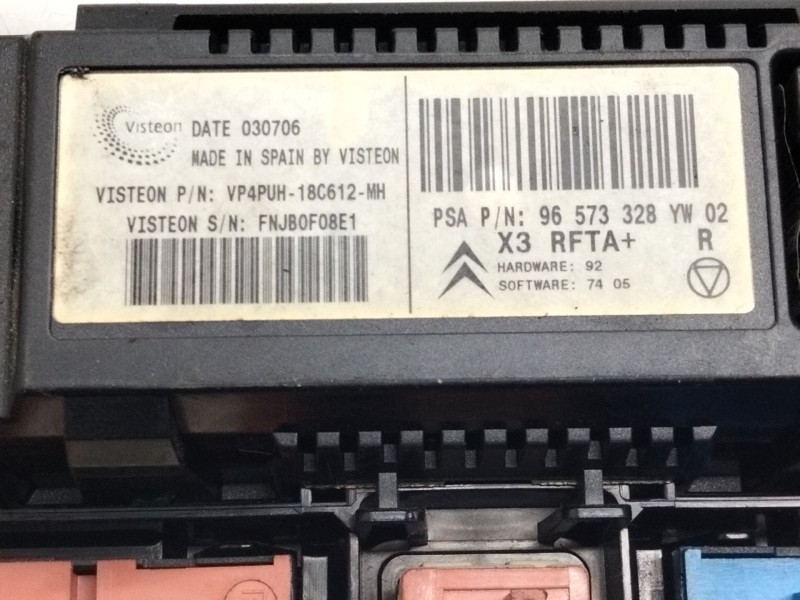 Visteon
DATE 030706
MADE IN SPAIN BY VISTEON
VISTEON P/N: VP4PUH-18C612-MH
VISTEON S/N: FNJB0F08E1
PSA P/N: 96 573 328 YW 02
X3 RFTA+ R
HARDWARE: 92
SOFTWARE: 74 05